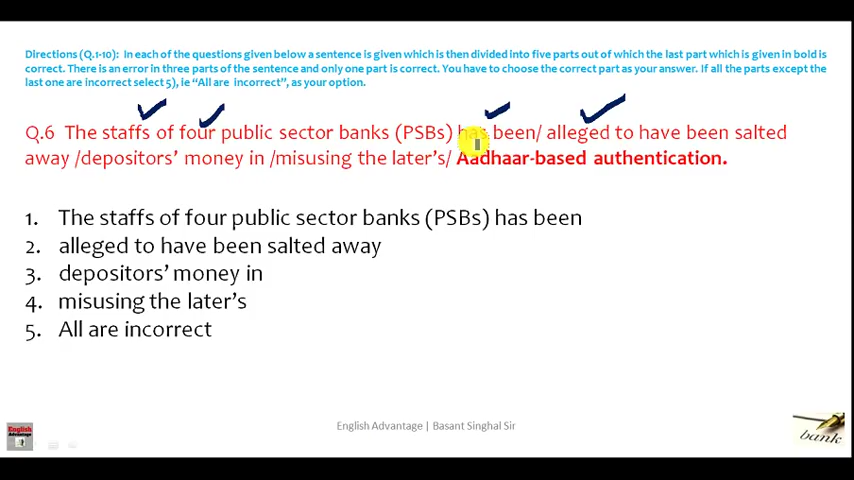 Directions (Q.1-10): In each of the questions given below a sentence is given which is then divided into five parts out of which the last part which is given in bold is
correct. There is an error in three parts of the sentence and only one part is correct. You have to choose the correct part as your answer. If all the parts except the
last one are incorrect select 5), ie “All are incorrect”, as your option.
Q.6 The staffs of four public sector banks (PSBs) has been/ alleged to have been salted
away /depositors’ money in /misusing the later’s/ Aadhaar-based authentication.
1. The staffs of four public sector banks (PSBs) has been
2. alleged to have been salted away
3. depositors’ money in
4. misusing the later’s
5. All are incorrect
English Advantage | Basant Singhal Sir
English
Advantage
bank